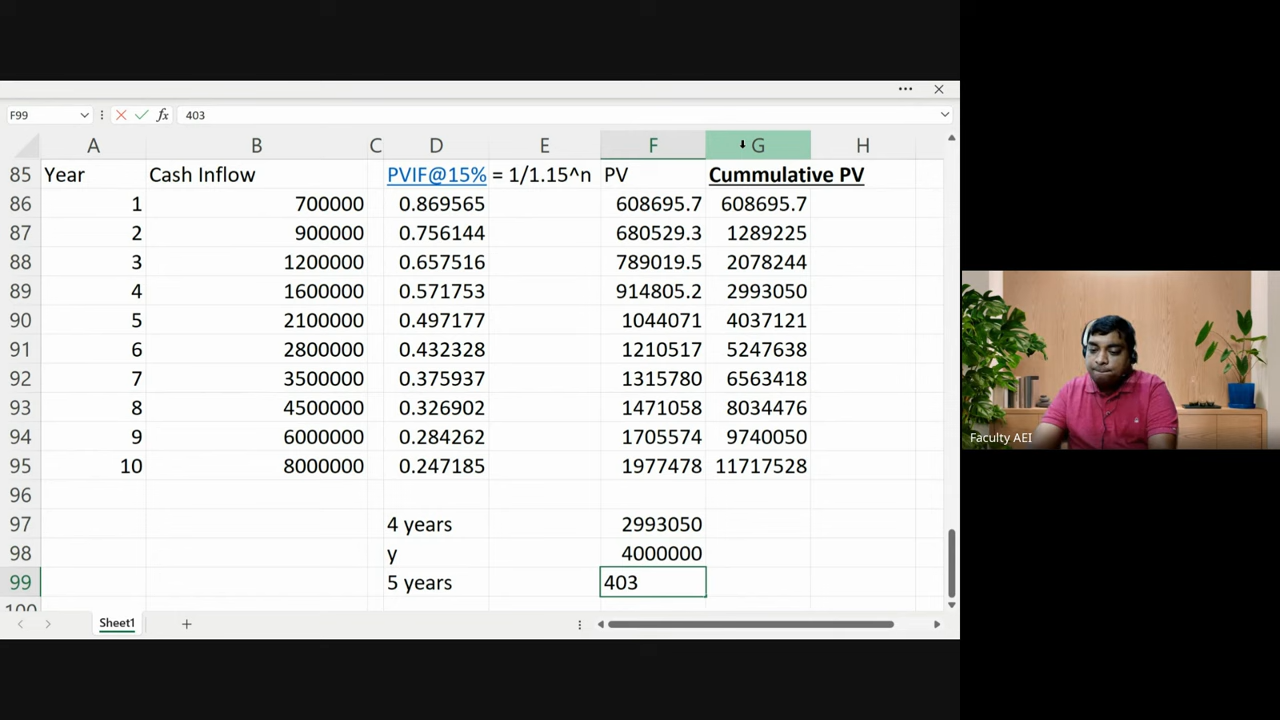 F99 403
A B C D E F G H
85 Year Cash Inflow PVIF@15% = 1/1.15^n PV Cummulative PV
86 1 700000 0.869565 608695.7 608695.7
87 2 900000 0.756144 680529.3 1289225
88 3 1200000 0.657516 789019.5 2078244
89 4 1600000 0.571753 914805.2 2993050
90 5 2100000 0.497177 1044071 4037121
91 6 2800000 0.432328 1210517 5247638
92 7 3500000 0.375937 1315780 6563418
93 8 4500000 0.326902 1471058 8034476
94 9 6000000 0.284262 1705574 9740050
95 10 8000000 0.247185 1977478 11717528
96
97 4 years 2993050
98 y 4000000
99 5 years 403
100
Sheet1
Faculty AEI